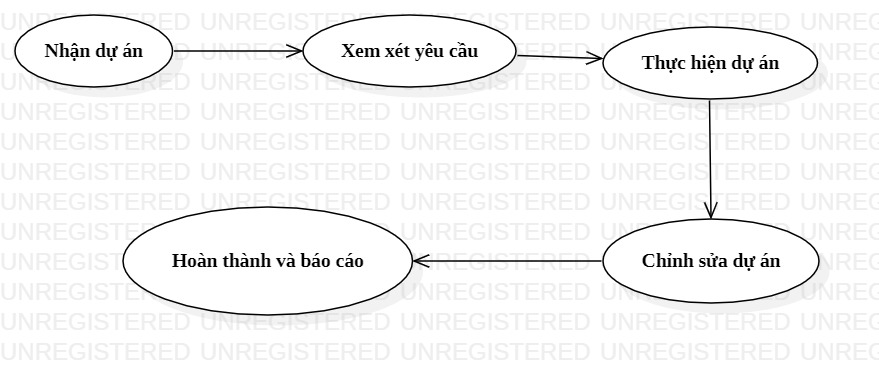 Nhận dự án
Xem xét yêu cầu
Thực hiện dự án
Hoàn thành và báo cáo
Chỉnh sửa dự án
UNREGISTERED UNREGISTERED UNREGISTERED UNREGISTERED UNREGISTERED